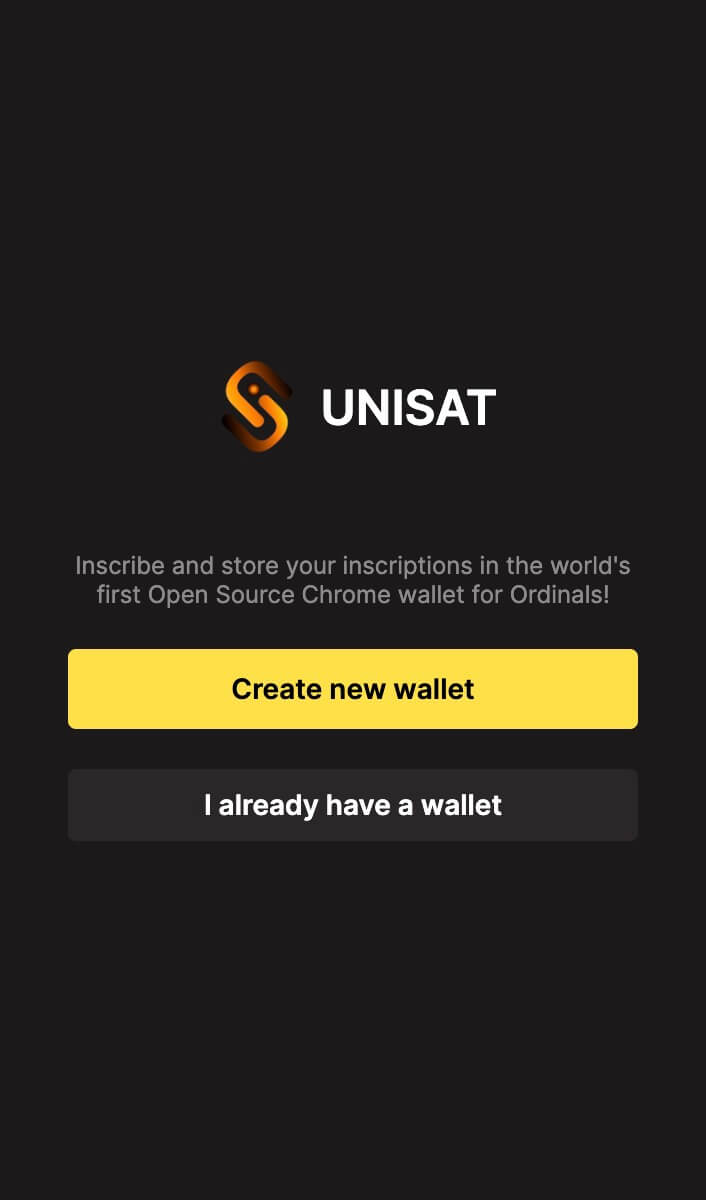 UNISAT
Inscribe and store your inscriptions in the world's
first Open Source Chrome wallet for Ordinals!
Create new wallet
I already have a wallet